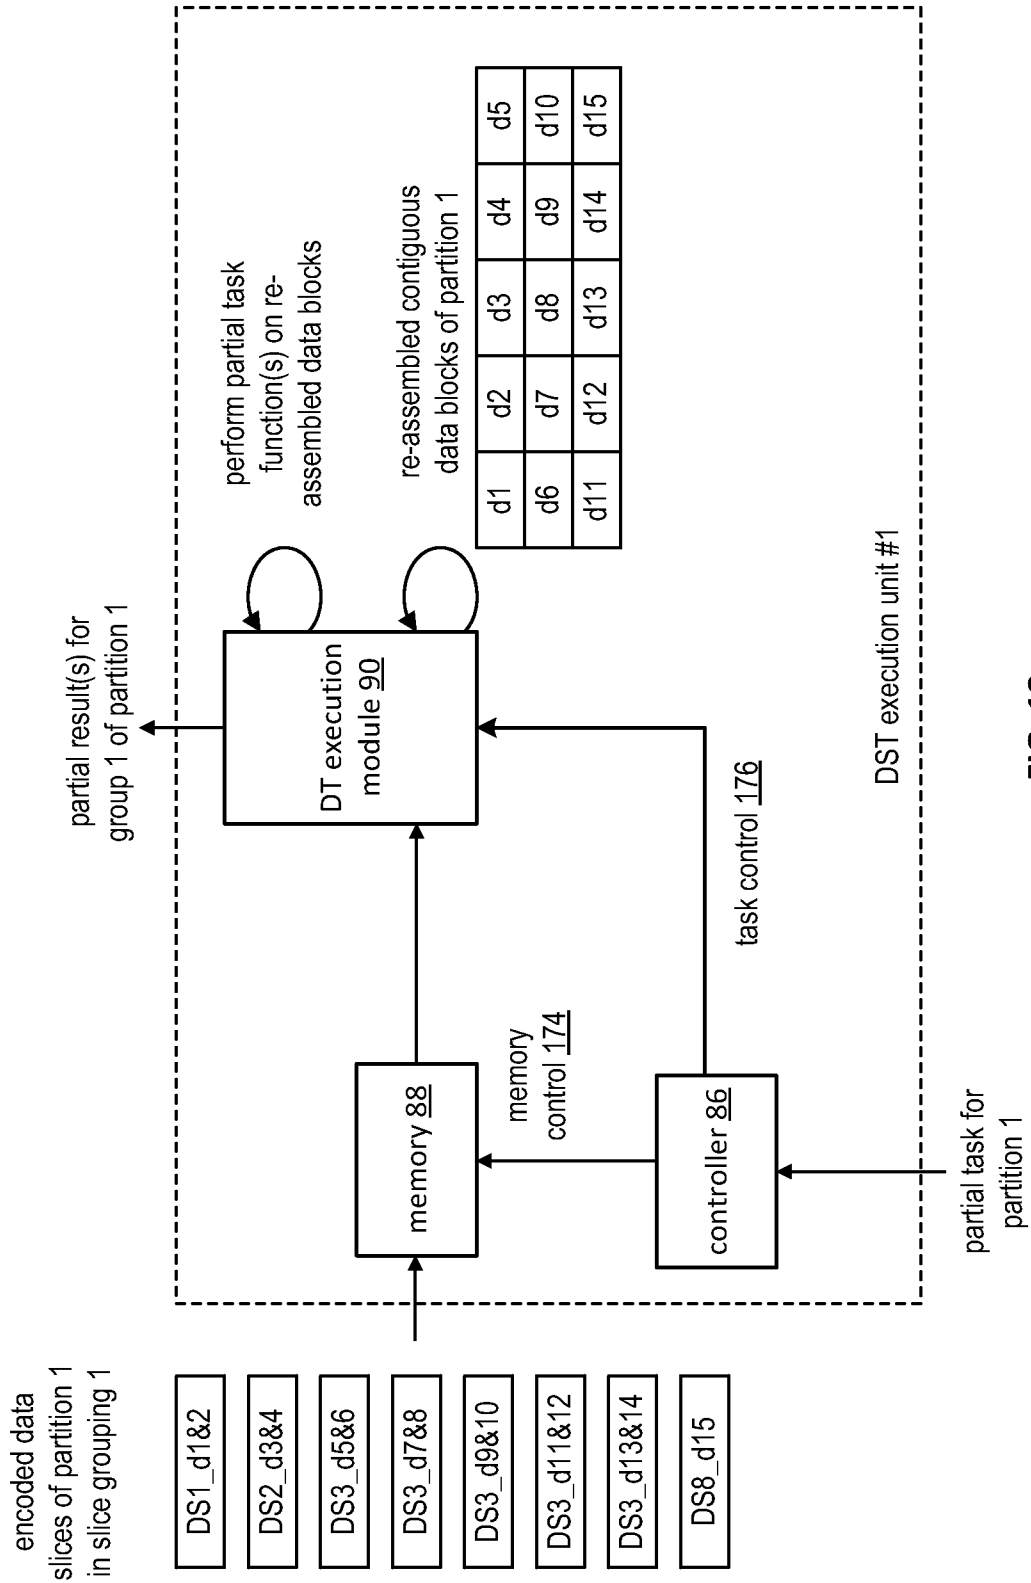 encoded data
slices of partition 1
in slice grouping 1
DS1_d1&2
DS2_d3&4
DS3_d5&6
DS3_d7&8
DS3_d9&10
DS3_d11&12
DS3_d13&14
DS8_d15
memory 88
memory
control 174
controller 86
partial task for
partition 1
task control 176
partial result(s) for
group 1 of partition 1
DT execution
module 90
perform partial task
function(s) on re-
assembled data blocks
re-assembled contiguous
data blocks of partition 1
d1 d2 d3 d4 d5
d6 d7 d8 d9 d10
d11 d12 d13 d14 d15
DST execution unit #1